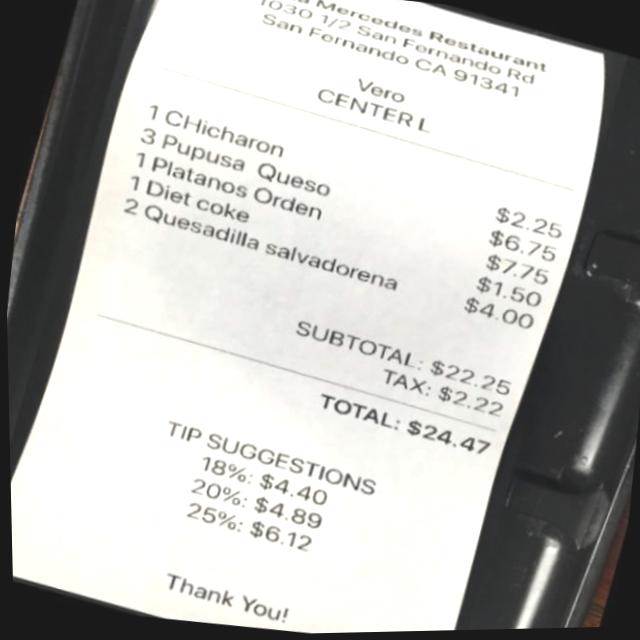 Mercedes Restaurant
1030 1/2 San Fernando Rd
San Fernando CA 91341
Vero
CENTER L
1 CHicharon $2.25
3 Pupusa Queso $6.75
1 Platanos Orden $7.75
1 Diet coke $1.50
2 Quesadilla salvadorena $4.00
SUBTOTAL: $22.25
TAX: $2.22
TOTAL: $24.47
TIP SUGGESTIONS
18%: $4.40
20%: $4.89
25%: $6.12
Thank You!